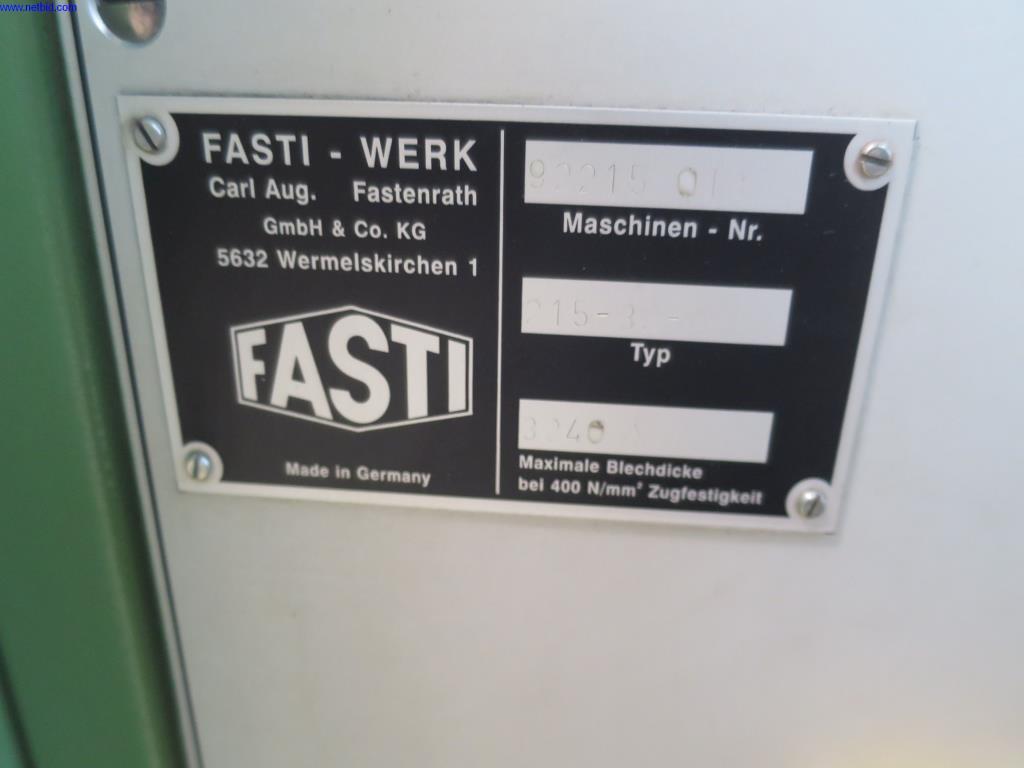 www.netbid.com
FASTI - WERK
Carl Aug. Fastenrath
GmbH & Co. KG
5632 Wermelskirchen 1
FASTI
Made in Germany
Maschinen - Nr.
Typ
Maximale Blechdicke
bei 400 N/mm² Zugfestigkeit